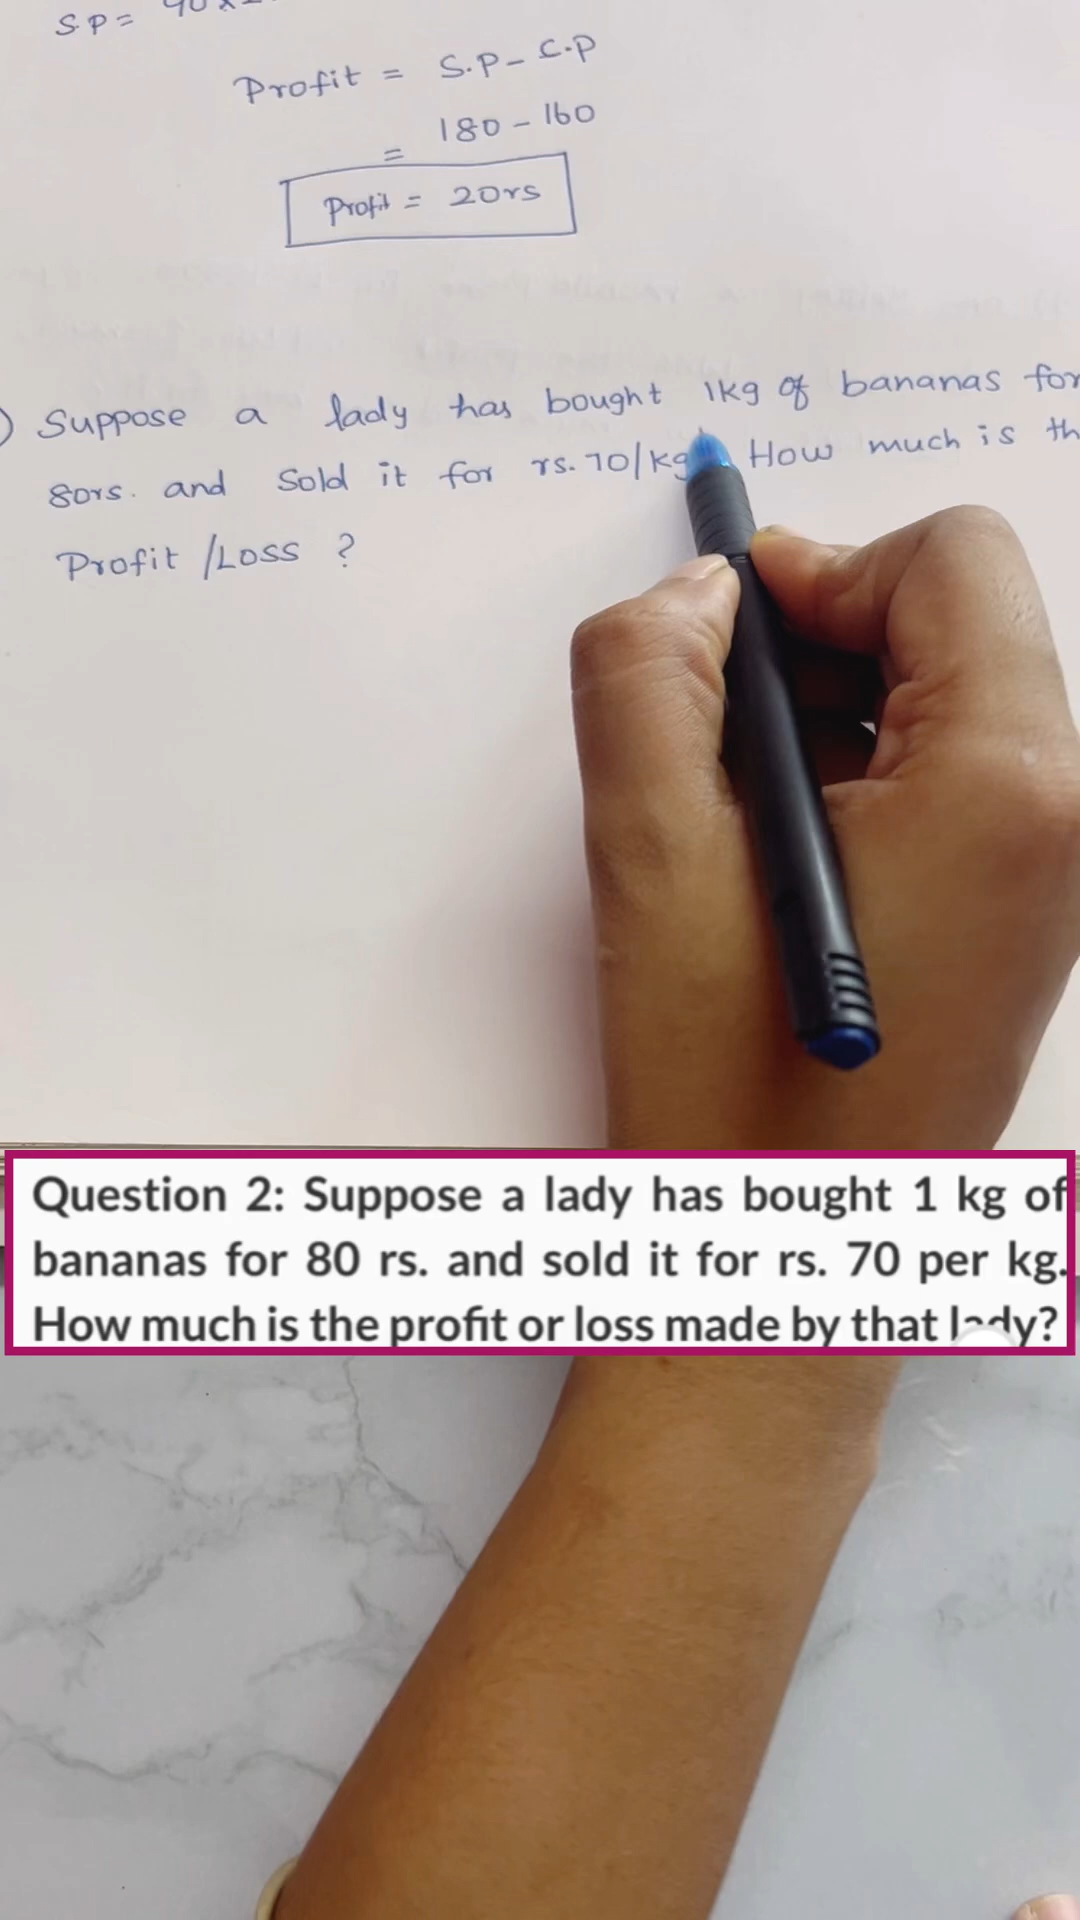 S.P =
Profit = S.P - C.P
= 180 - 160
Profit = 20rs
) Suppose a lady has bought 1kg of bananas for
80rs. and Sold it for rs. 70/kg. How much is th
Profit /Loss ?
Question 2: Suppose a lady has bought 1 kg of
bananas for 80 rs. and sold it for rs. 70 per kg.
How much is the profit or loss made by that lady?